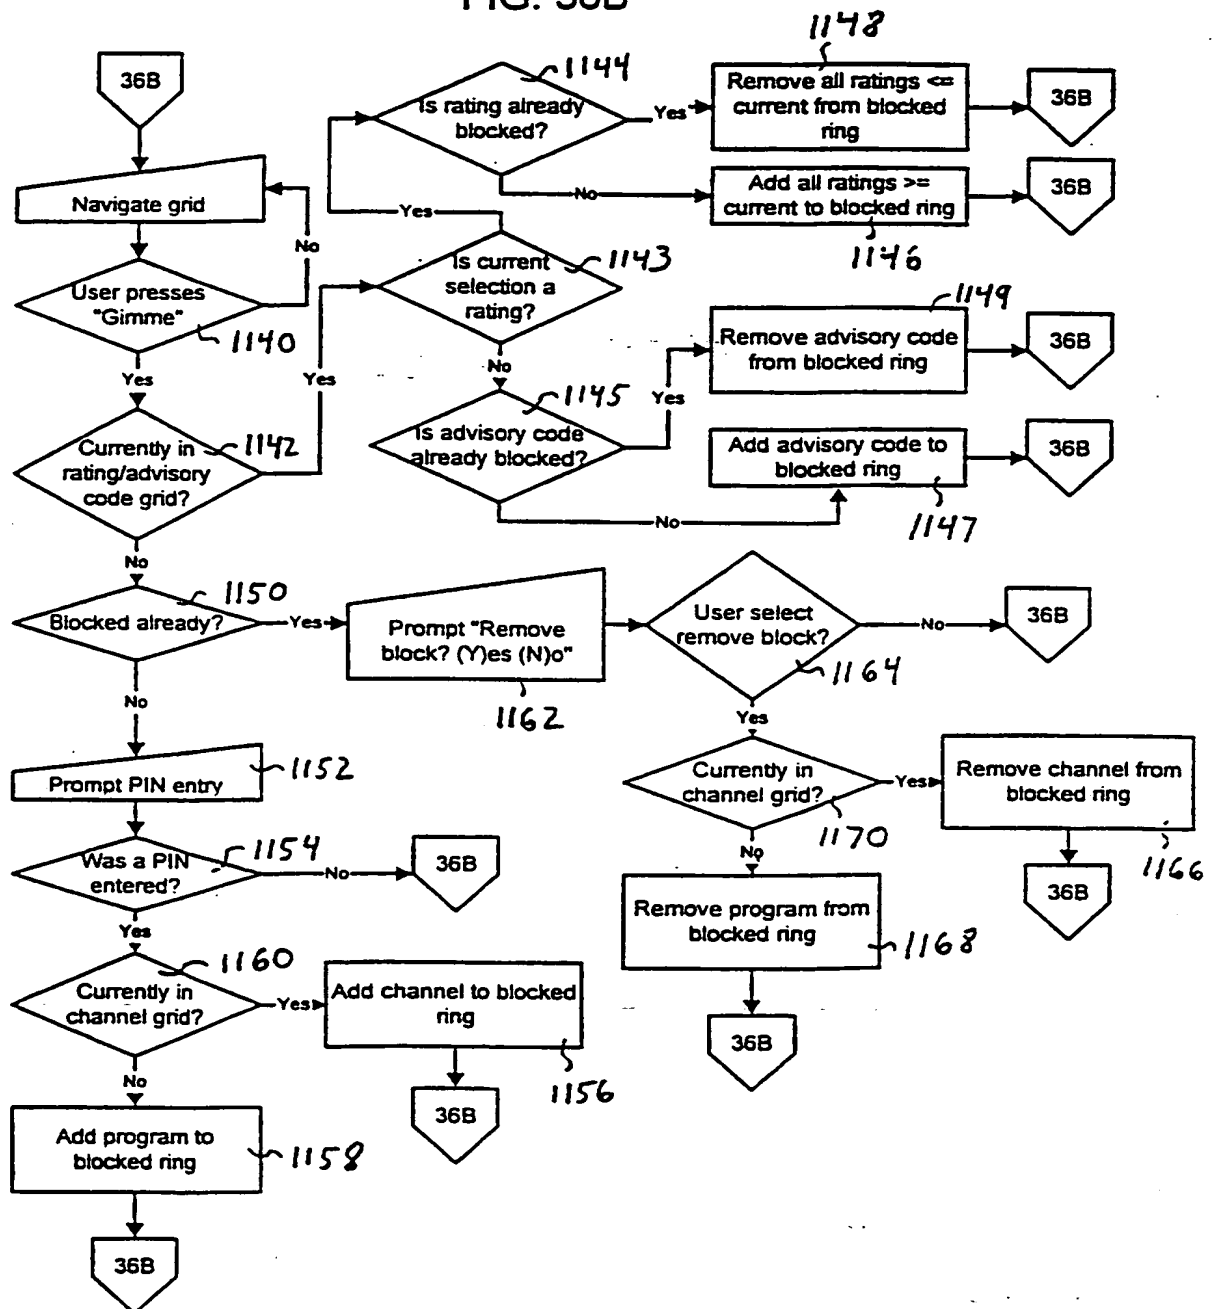 FIG. 36B
1148
36B
1144
Is rating already
blocked?
Yes
Remove all ratings <=
current from blocked
ring
36B
Navigate grid
No
Add all ratings >=
current to blocked ring
1146
36B
Yes
No
User presses
"Gimme"
1140
Is current
selection a
rating?
1143
1149
Remove advisory code
from blocked ring
36B
Yes
Yes
No
1145
Yes
Currently in
rating/advisory
code grid?
1142
Is advisory code
already blocked?
Add advisory code to
blocked ring
36B
No
1147
No
1150
Blocked already?
Yes
Prompt "Remove
block? (Y)es (N)o"
1162
User select
remove block?
1164
No
36B
No
Yes
1152
Prompt PIN entry
Currently in
channel grid?
1170
Yes
Remove channel from
blocked ring
1166
Was a PIN
entered?
1154
No
36B
No
36B
Yes
Remove program from
blocked ring
1168
1160
Currently in
channel grid?
Yes
Add channel to blocked
ring
1156
36B
No
36B
Add program to
blocked ring
1158
36B